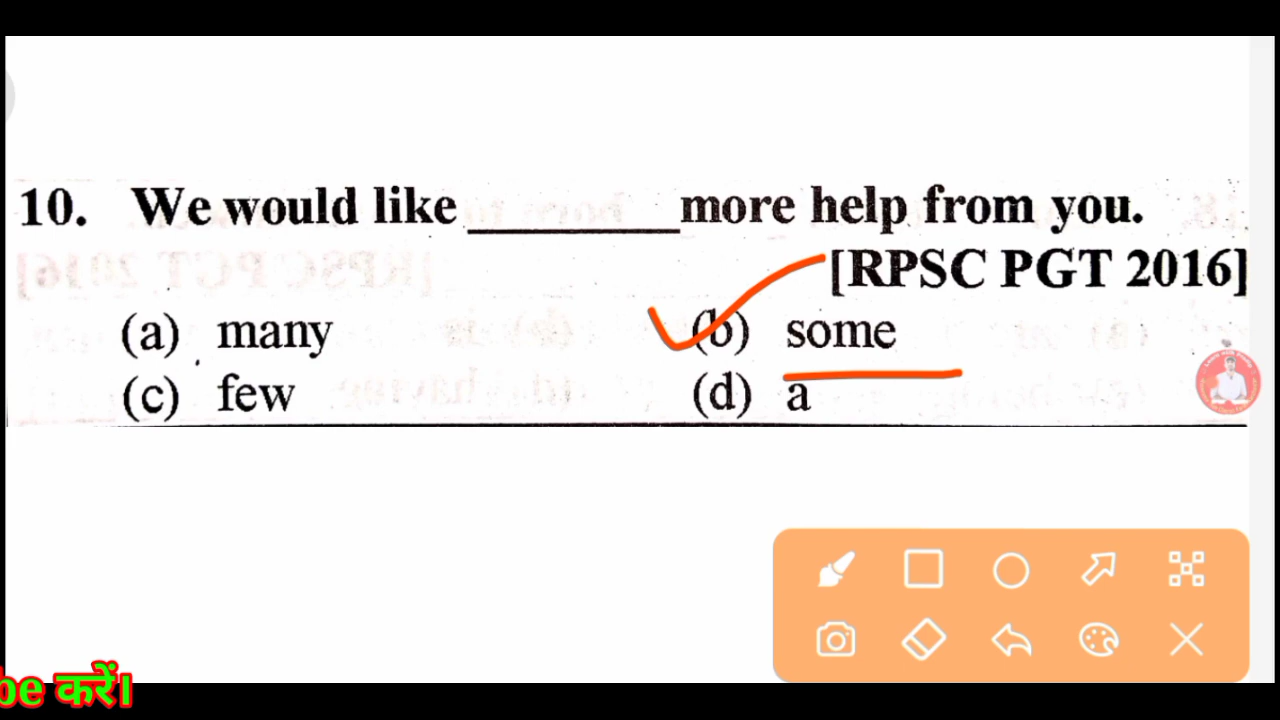 10. We would like ________ more help from you.
[RPSC PGT 2016]
(a) many (b) some
(c) few (d) a
be करें।